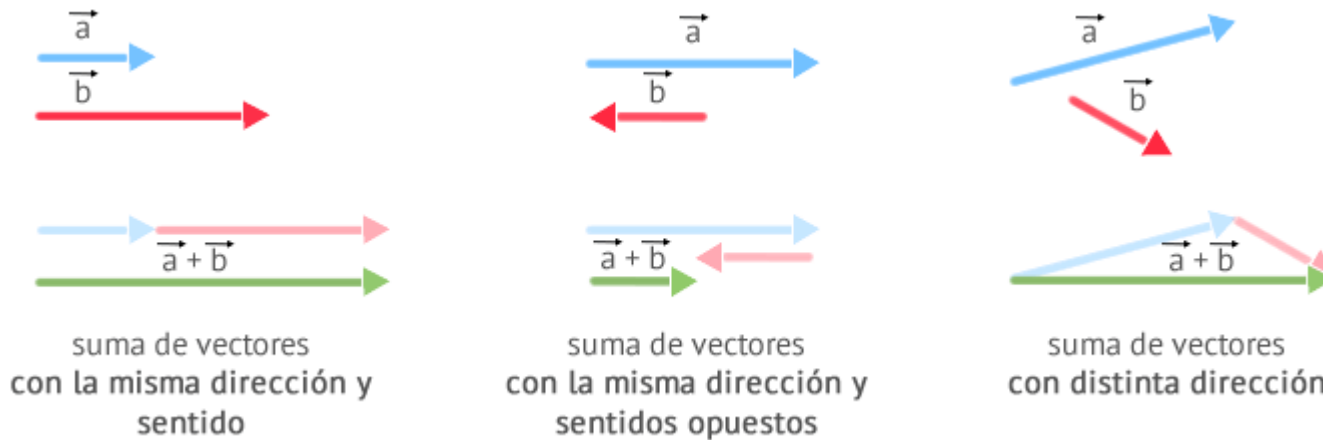 a
b
a + b
suma de vectores
con la misma dirección y
sentido
a
b
a + b
suma de vectores
con la misma dirección y
sentidos opuestos
a
b
a + b
suma de vectores
con distinta dirección